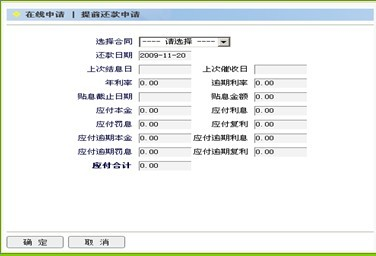 在线申请 | 提前还款申请
选择合同 ---- 请选择 ----
还款日期 2009-11-20
上次结息日 上次催收日
年利率 0.00 逾期利率 0.00
贴息截止日期 贴息金额 0.00
应付本金 0.00 应付利息 0.00
应付罚息 0.00 应付复利 0.00
应付逾期本金 0.00 应付逾期利息 0.00
应付逾期罚息 0.00 应付逾期复利 0.00
应付合计 0.00
确 定 取 消